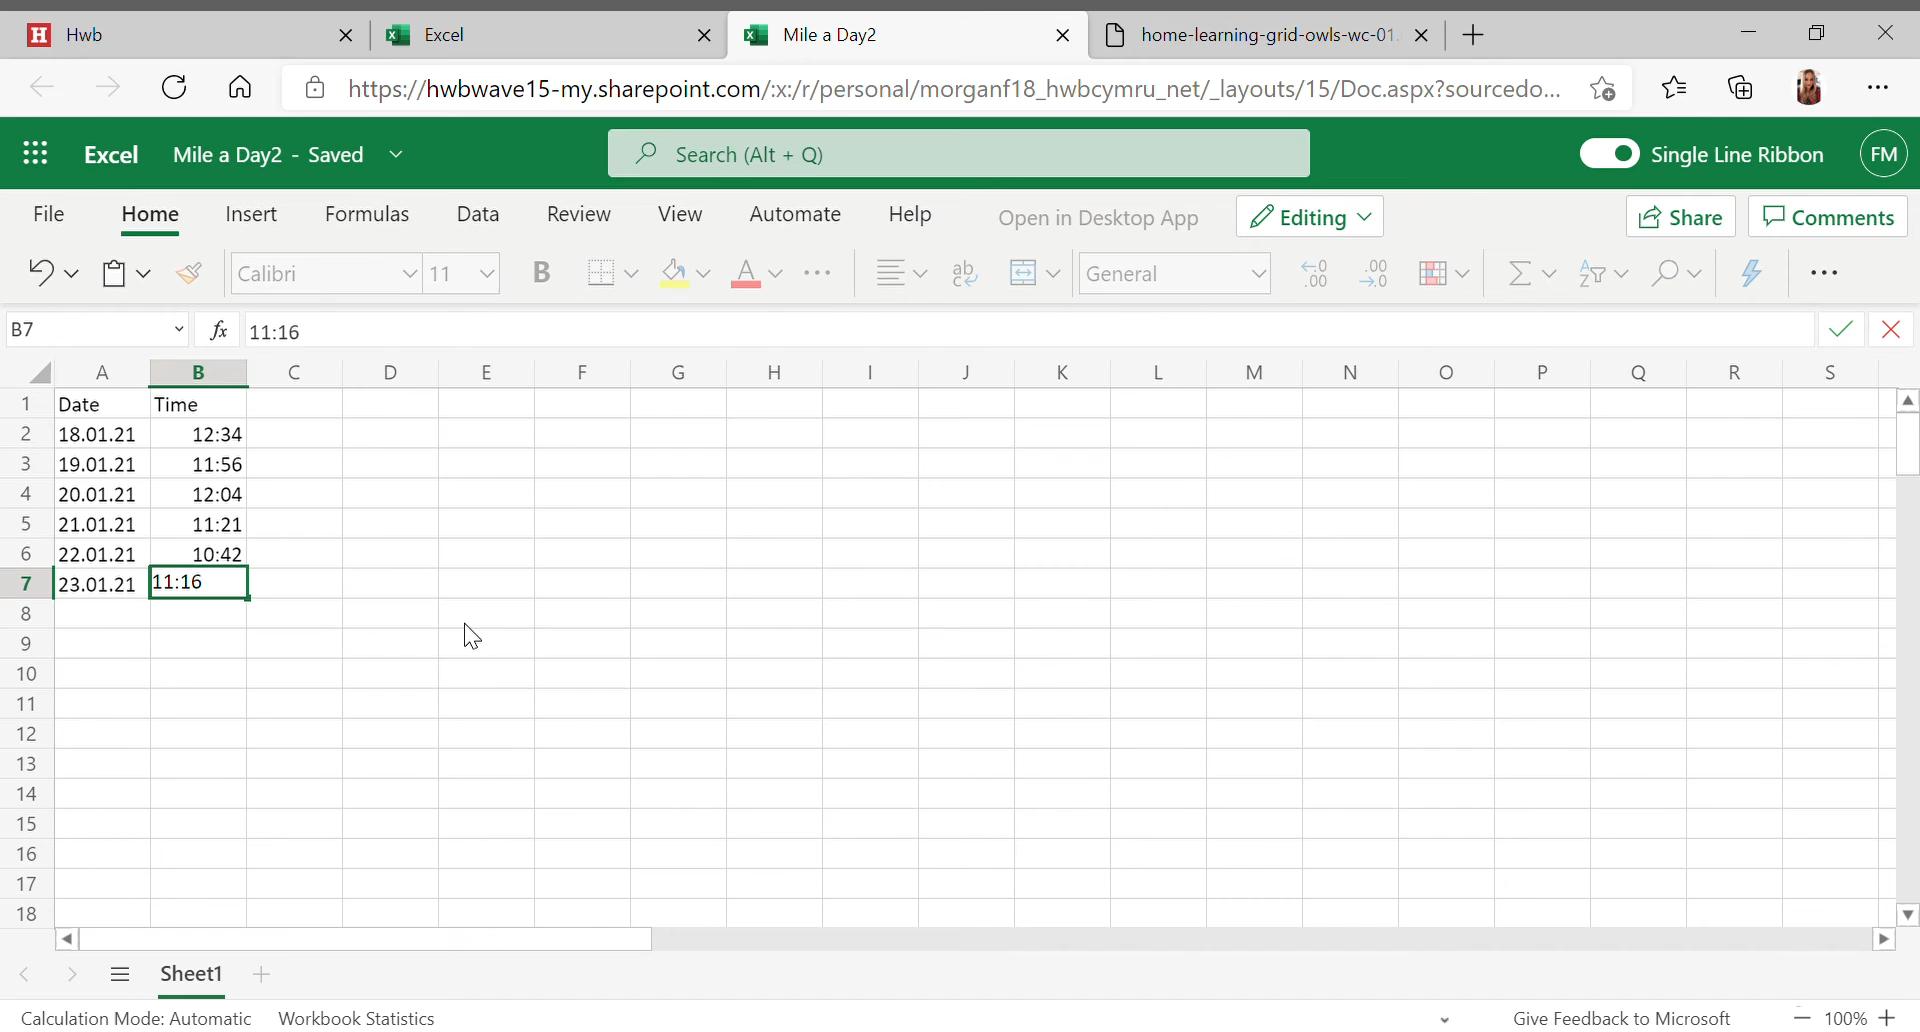 Hwb
Excel
Mile a Day2
home-learning-grid-owls-wc-01.
https://hwbwave15-my.sharepoint.com/:x:/r/personal/morganf18_hwbcymru_net/_layouts/15/Doc.aspx?sourcedo...
Excel Mile a Day2 - Saved
Search (Alt + Q)
Single Line Ribbon
FM
File Home Insert Formulas Data Review View Automate Help Open in Desktop App Editing Share Comments
Calibri 11 B A ab General .00 .00
B7 fx 11:16
A B C D E F G H I J K L M N O P Q R S
1 Date Time
2 18.01.21 12:34
3 19.01.21 11:56
4 20.01.21 12:04
5 21.01.21 11:21
6 22.01.21 10:42
7 23.01.21 11:16
8
9
10
11
12
13
14
15
16
17
18
Sheet1
Calculation Mode: Automatic Workbook Statistics Give Feedback to Microsoft 100%